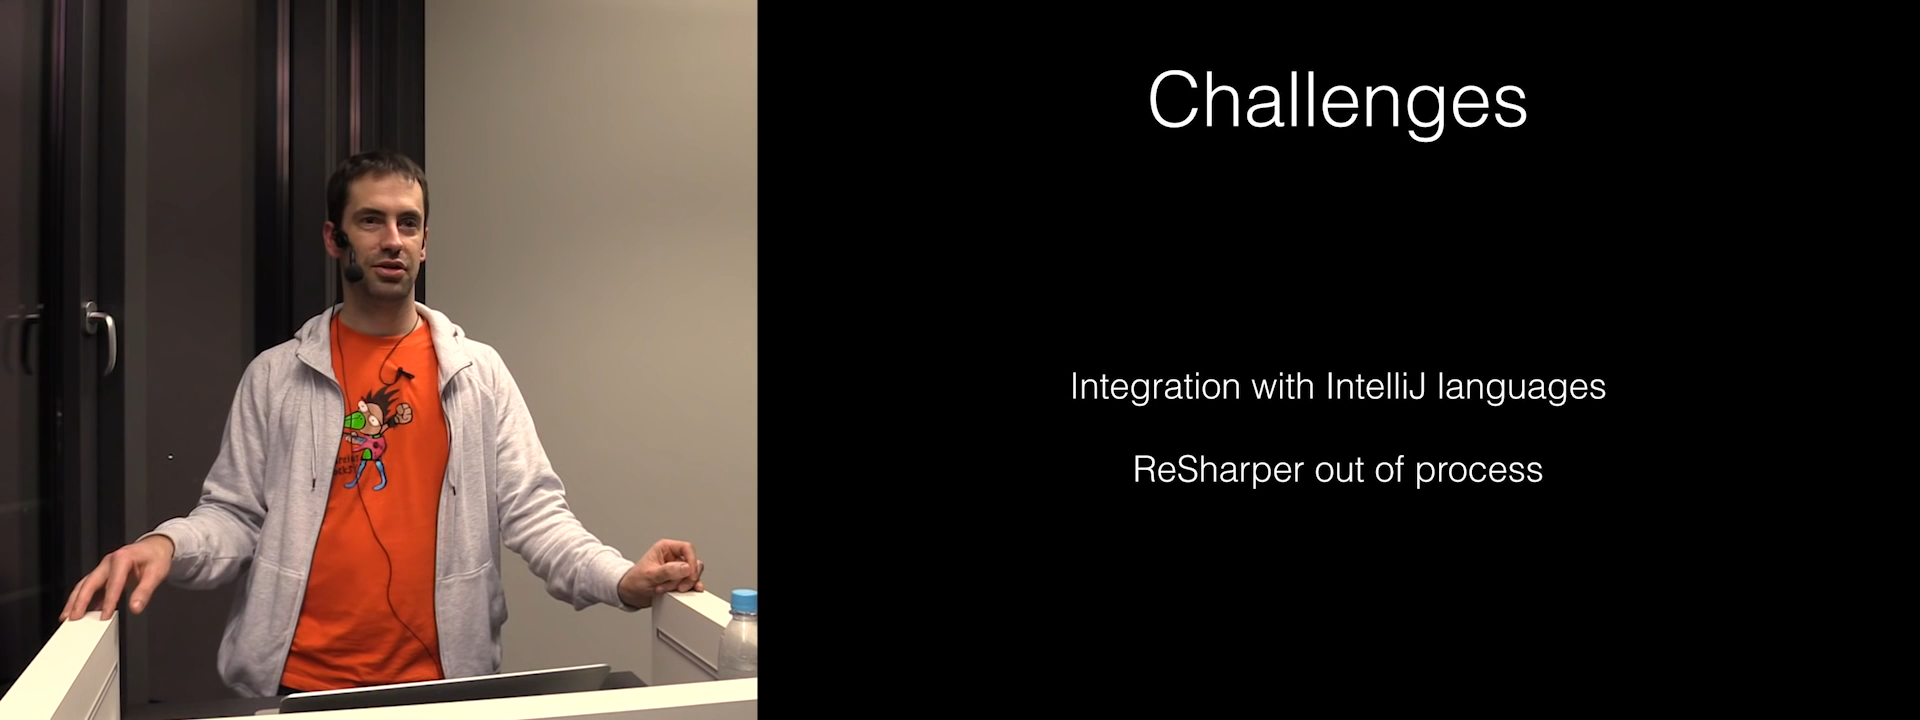 Challenges
Integration with IntelliJ languages
ReSharper out of process